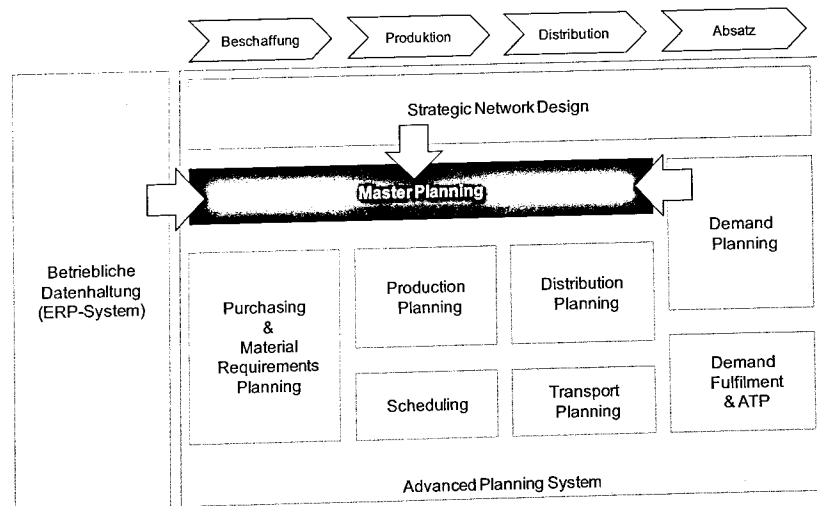 Beschaffung
Produktion
Distribution
Absatz
Strategic Network Design
Master Planning
Betriebliche
Datenhaltung
(ERP-System)
Purchasing
&
Material
Requirements
Planning
Production
Planning
Scheduling
Distribution
Planning
Transport
Planning
Demand
Planning
Demand
Fulfilment
& ATP
Advanced Planning System